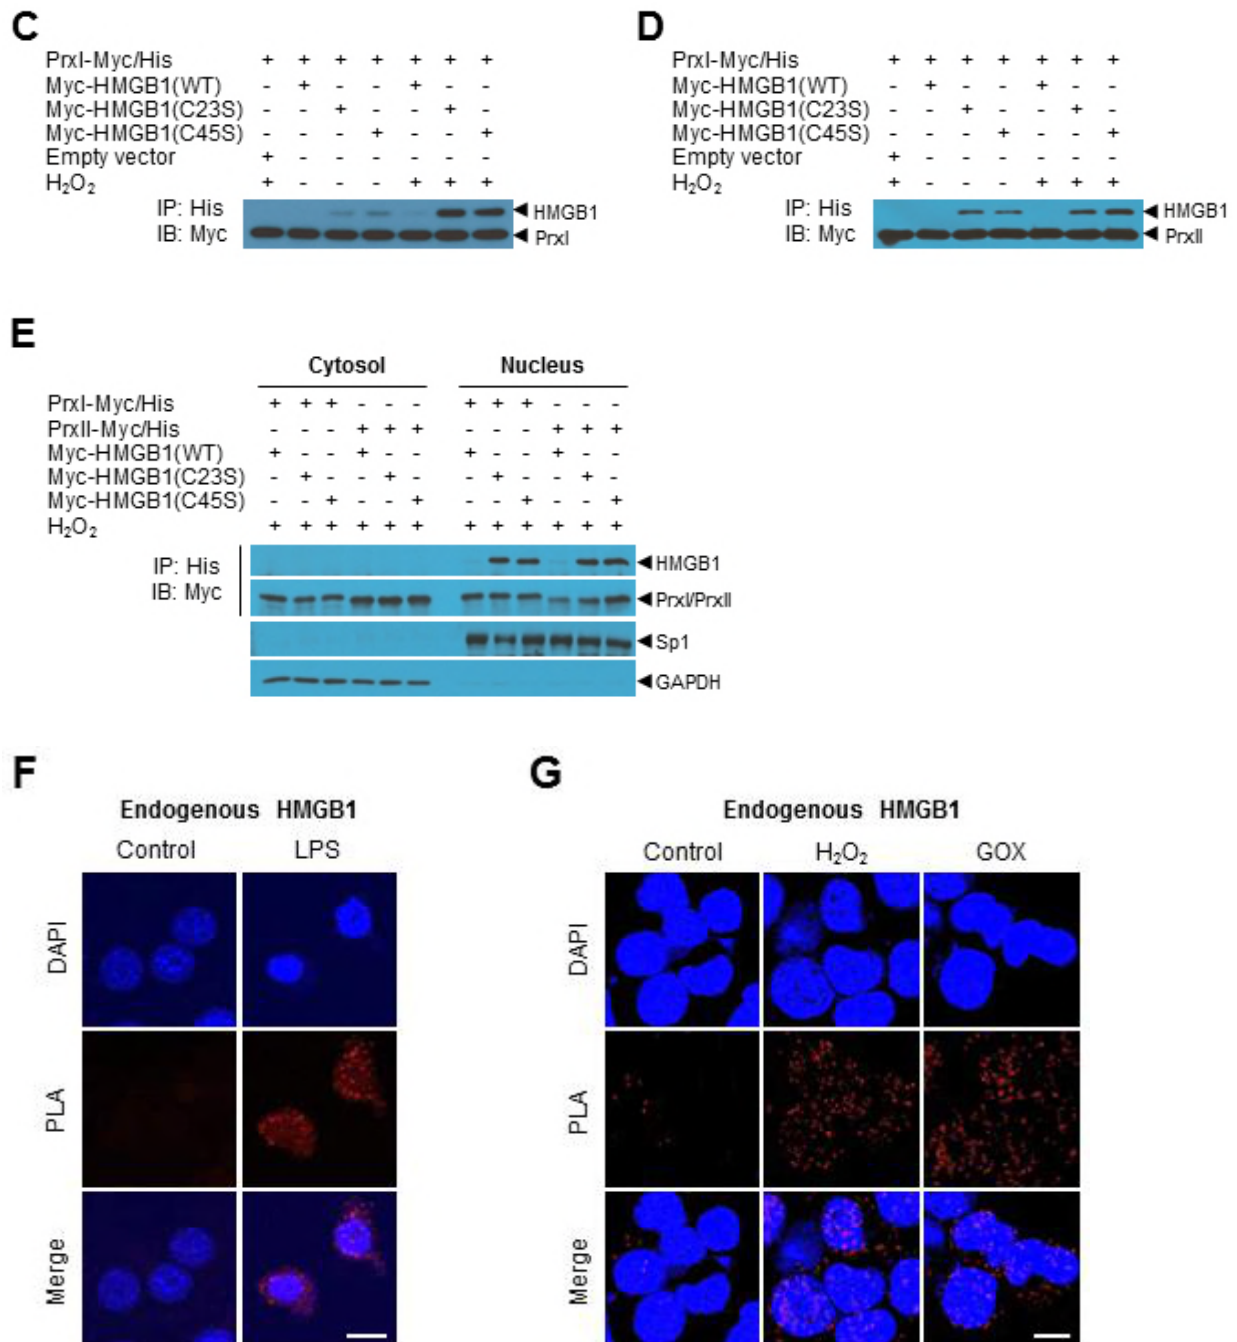 C
PrxI-Myc/His + + + + + + +
Myc-HMGB1(WT) - + - - + - -
Myc-HMGB1(C23S) - - + - - + -
Myc-HMGB1(C45S) - - - + - - +
Empty vector + - - - - - -
H2O2 + - - - + + +
IP: His
IB: Myc
HMGB1
PrxI
D
PrxI-Myc/His + + + + + + +
Myc-HMGB1(WT) - + - - + - -
Myc-HMGB1(C23S) - - + - - + -
Myc-HMGB1(C45S) - - - + - - +
Empty vector + - - - - - -
H2O2 + - - - + + +
IP: His
IB: Myc
HMGB1
PrxII
E
Cytosol Nucleus
PrxI-Myc/His + + + - - - + + + - - -
PrxII-Myc/His - - - + + + - - - + + +
Myc-HMGB1(WT) + - - + - - + - - + - -
Myc-HMGB1(C23S) - + - - + - - + - - + -
Myc-HMGB1(C45S) - - + - - + - - + - - +
H2O2 + + + + + + + + + + + +
IP: His
IB: Myc
HMGB1
PrxI/PrxII
Sp1
GAPDH
F
Endogenous HMGB1
Control LPS
DAPI
PLA
Merge
G
Endogenous HMGB1
Control H2O2 GOX
DAPI
PLA
Merge